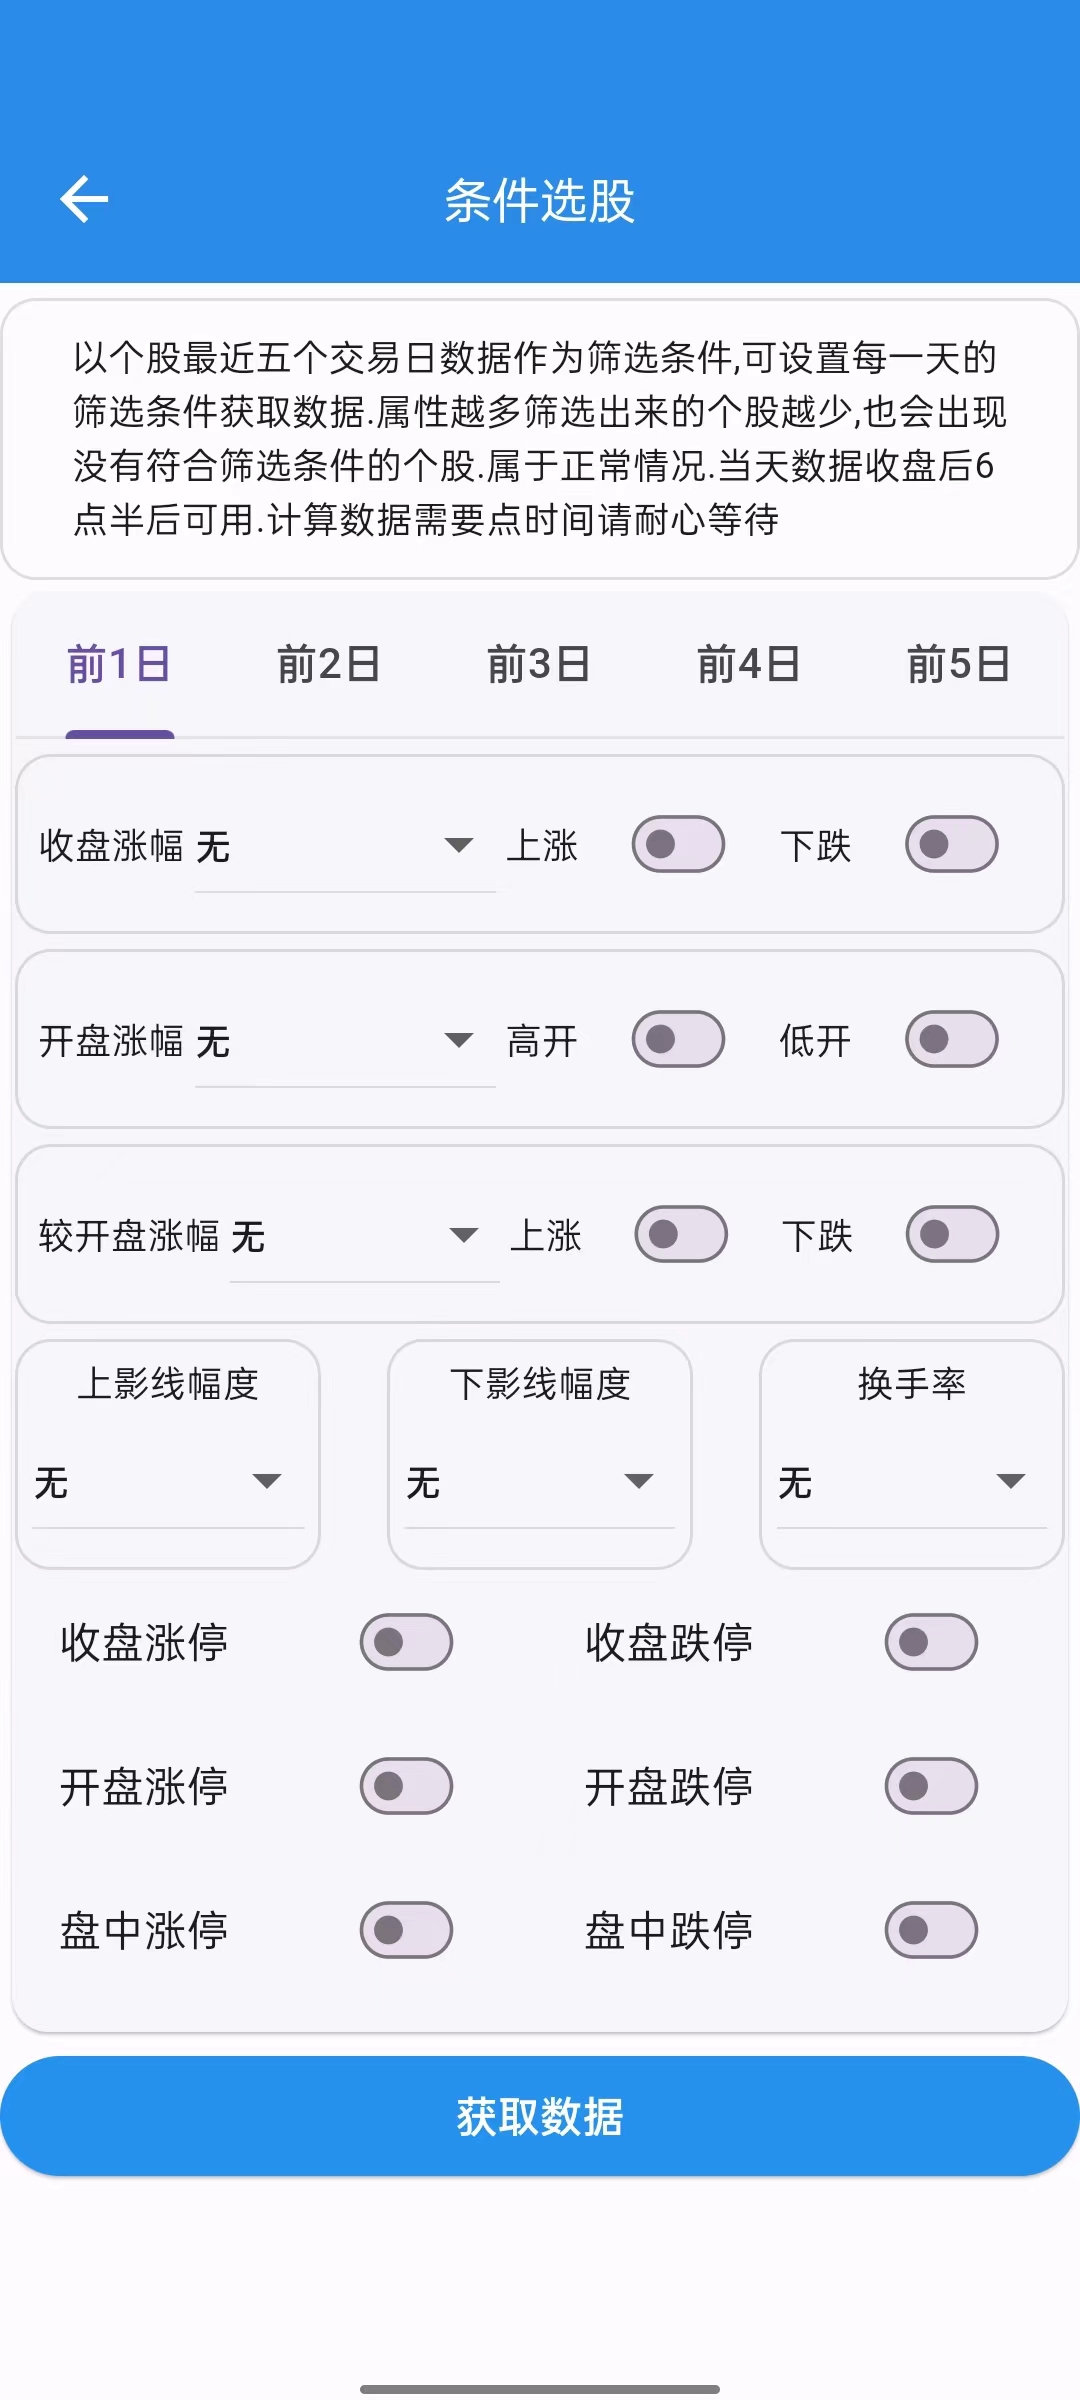 条件选股
以个股最近五个交易日数据作为筛选条件,可设置每一天的
筛选条件获取数据.属性越多筛选出来的个股越少,也会出现
没有符合筛选条件的个股.属于正常情况.当天数据收盘后6
点半后可用.计算数据需要点时间请耐心等待
前1日 前2日 前3日 前4日 前5日
收盘涨幅 无 上涨 下跌
开盘涨幅 无 高开 低开
较开盘涨幅 无 上涨 下跌
上影线幅度 下影线幅度 换手率
无 无 无
收盘涨停 收盘跌停
开盘涨停 开盘跌停
盘中涨停 盘中跌停
获取数据